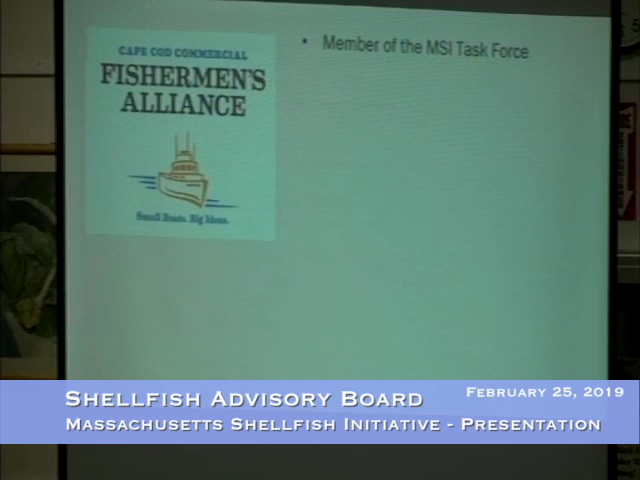 CAPE COD COMMERCIAL
FISHERMEN'S
ALLIANCE
Small Boats. Big Ideas.
• Member of the MSI Task Force
SHELLFISH ADVISORY BOARD
FEBRUARY 25, 2019
MASSACHUSETTS SHELLFISH INITIATIVE - PRESENTATION